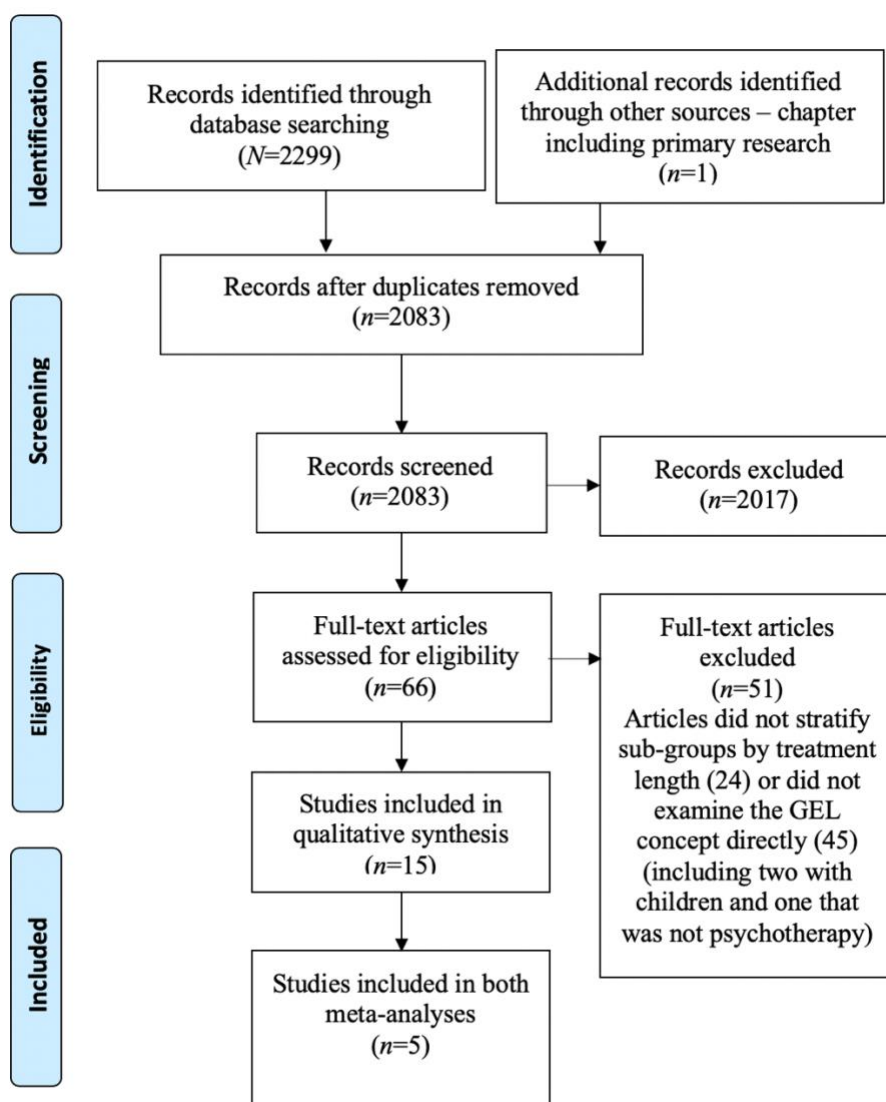 Identification
Records identified through
database searching
(N=2299)
Additional records identified
through other sources – chapter
including primary research
(n=1)
Records after duplicates removed
(n=2083)
Screening
Records screened
(n=2083)
Records excluded
(n=2017)
Eligibility
Full-text articles
assessed for eligibility
(n=66)
Full-text articles
excluded
(n=51)
Articles did not stratify
sub-groups by treatment
length (24) or did not
examine the GEL
concept directly (45)
(including two with
children and one that
was not psychotherapy)
Studies included in
qualitative synthesis
(n=15)
Included
Studies included in both
meta-analyses
(n=5)